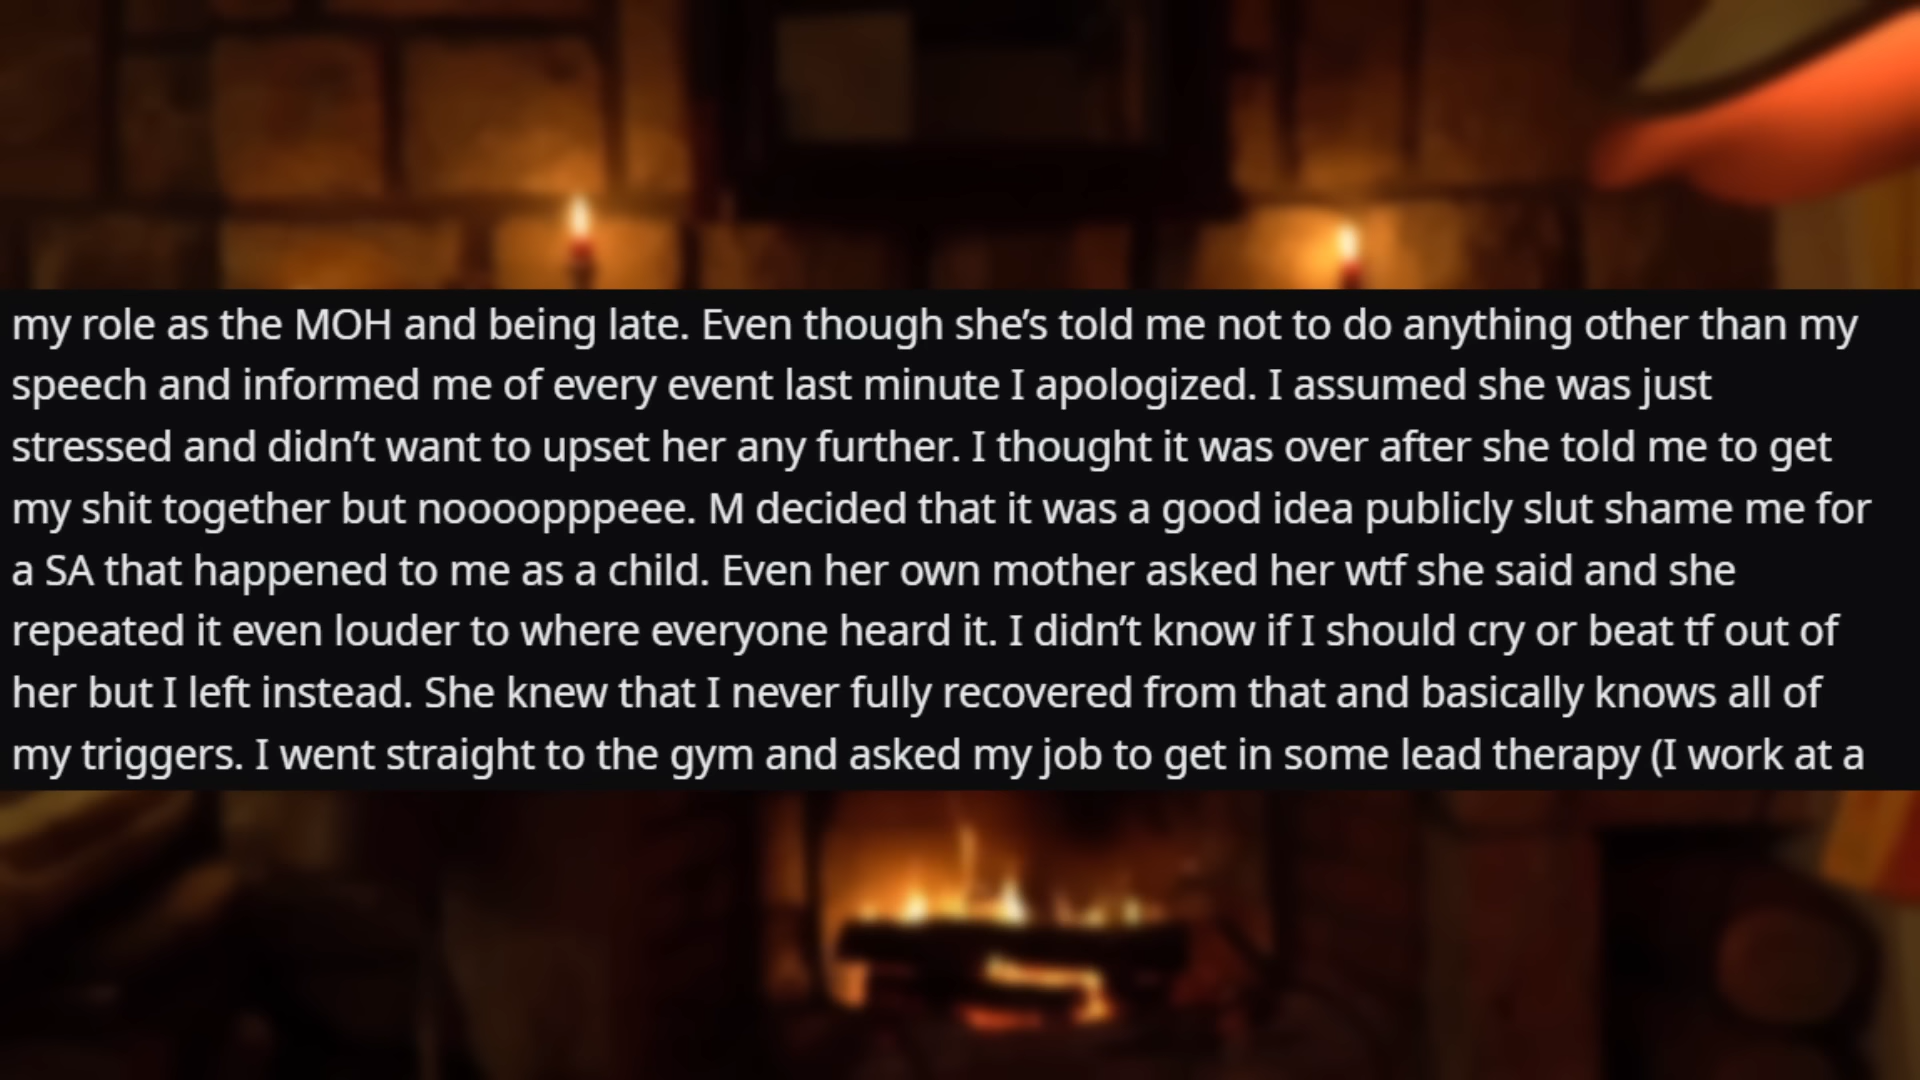 my role as the MOH and being late. Even though she’s told me not to do anything other than my
speech and informed me of every event last minute I apologized. I assumed she was just
stressed and didn’t want to upset her any further. I thought it was over after she told me to get
my shit together but noooopppeee. M decided that it was a good idea publicly slut shame me for
a SA that happened to me as a child. Even her own mother asked her wtf she said and she
repeated it even louder to where everyone heard it. I didn’t know if I should cry or beat tf out of
her but I left instead. She knew that I never fully recovered from that and basically knows all of
my triggers. I went straight to the gym and asked my job to get in some lead therapy (I work at a